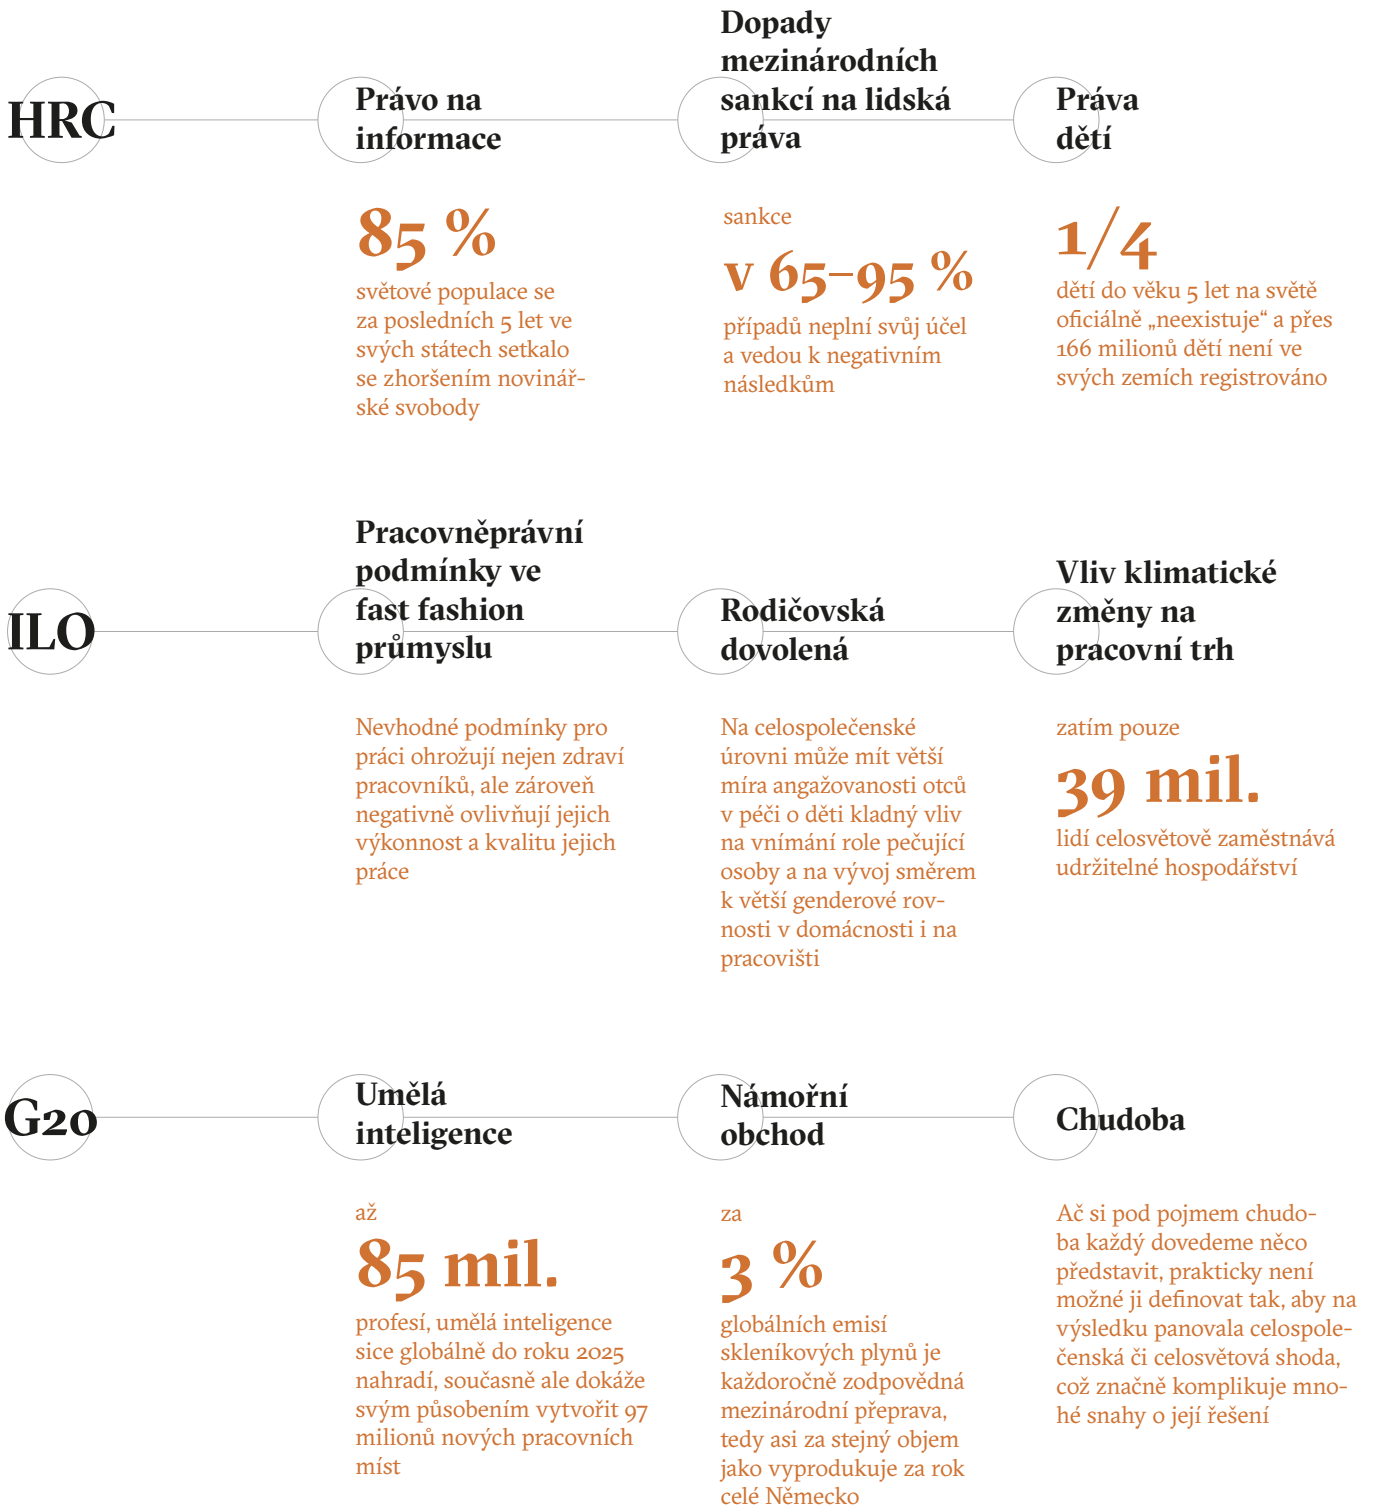 HRC
Právo na
informace
85 %
světové populace se
za posledních 5 let ve
svých státech setkalo
se zhoršením novinář-
ské svobody
Dopady
mezinárodních
sankcí na lidská
práva
sankce
v 65–95 %
případů neplní svůj účel
a vedou k negativním
následkům
Práva
dětí
1/4
dětí do věku 5 let na světě
oficiálně „neexistuje“ a přes
166 milionů dětí není ve
svých zemích registrováno
ILO
Pracovněprávní
podmínky ve
fast fashion
průmyslu
Nevhodné podmínky pro
práci ohrožují nejen zdraví
pracovníků, ale zároveň
negativně ovlivňují jejich
výkonnost a kvalitu jejich
práce
Rodičovská
dovolená
Na celospolečenské
úrovni může mít větší
míra angažovanosti otců
v péči o děti kladný vliv
na vnímání role pečující
osoby a na vývoj směrem
k větší genderové rov-
nosti v domácnosti i na
pracovišti
Vliv klimatické
změny na
pracovní trh
zatím pouze
39 mil.
lidí celosvětově zaměstnává
udržitelné hospodářství
G20
Umělá
inteligence
až
85 mil.
profesí, umělá inteligence
sice globálně do roku 2025
nahradí, současně ale dokáže
svým působením vytvořit 97
milionů nových pracovních
míst
Námořní
obchod
za
3 %
globálních emisí
skleníkových plynů je
každoročně zodpovědná
mezinárodní přeprava,
tedy asi za stejný objem
jako vyprodukuje za rok
celé Německo
Chudoba
Ač si pod pojmem chudo-
ba každý dovedeme něco
představit, prakticky není
možné ji definovat tak, aby na
výsledku panovala celospole-
čenská či celosvětová shoda,
což značně komplikuje mno-
hé snahy o její řešení